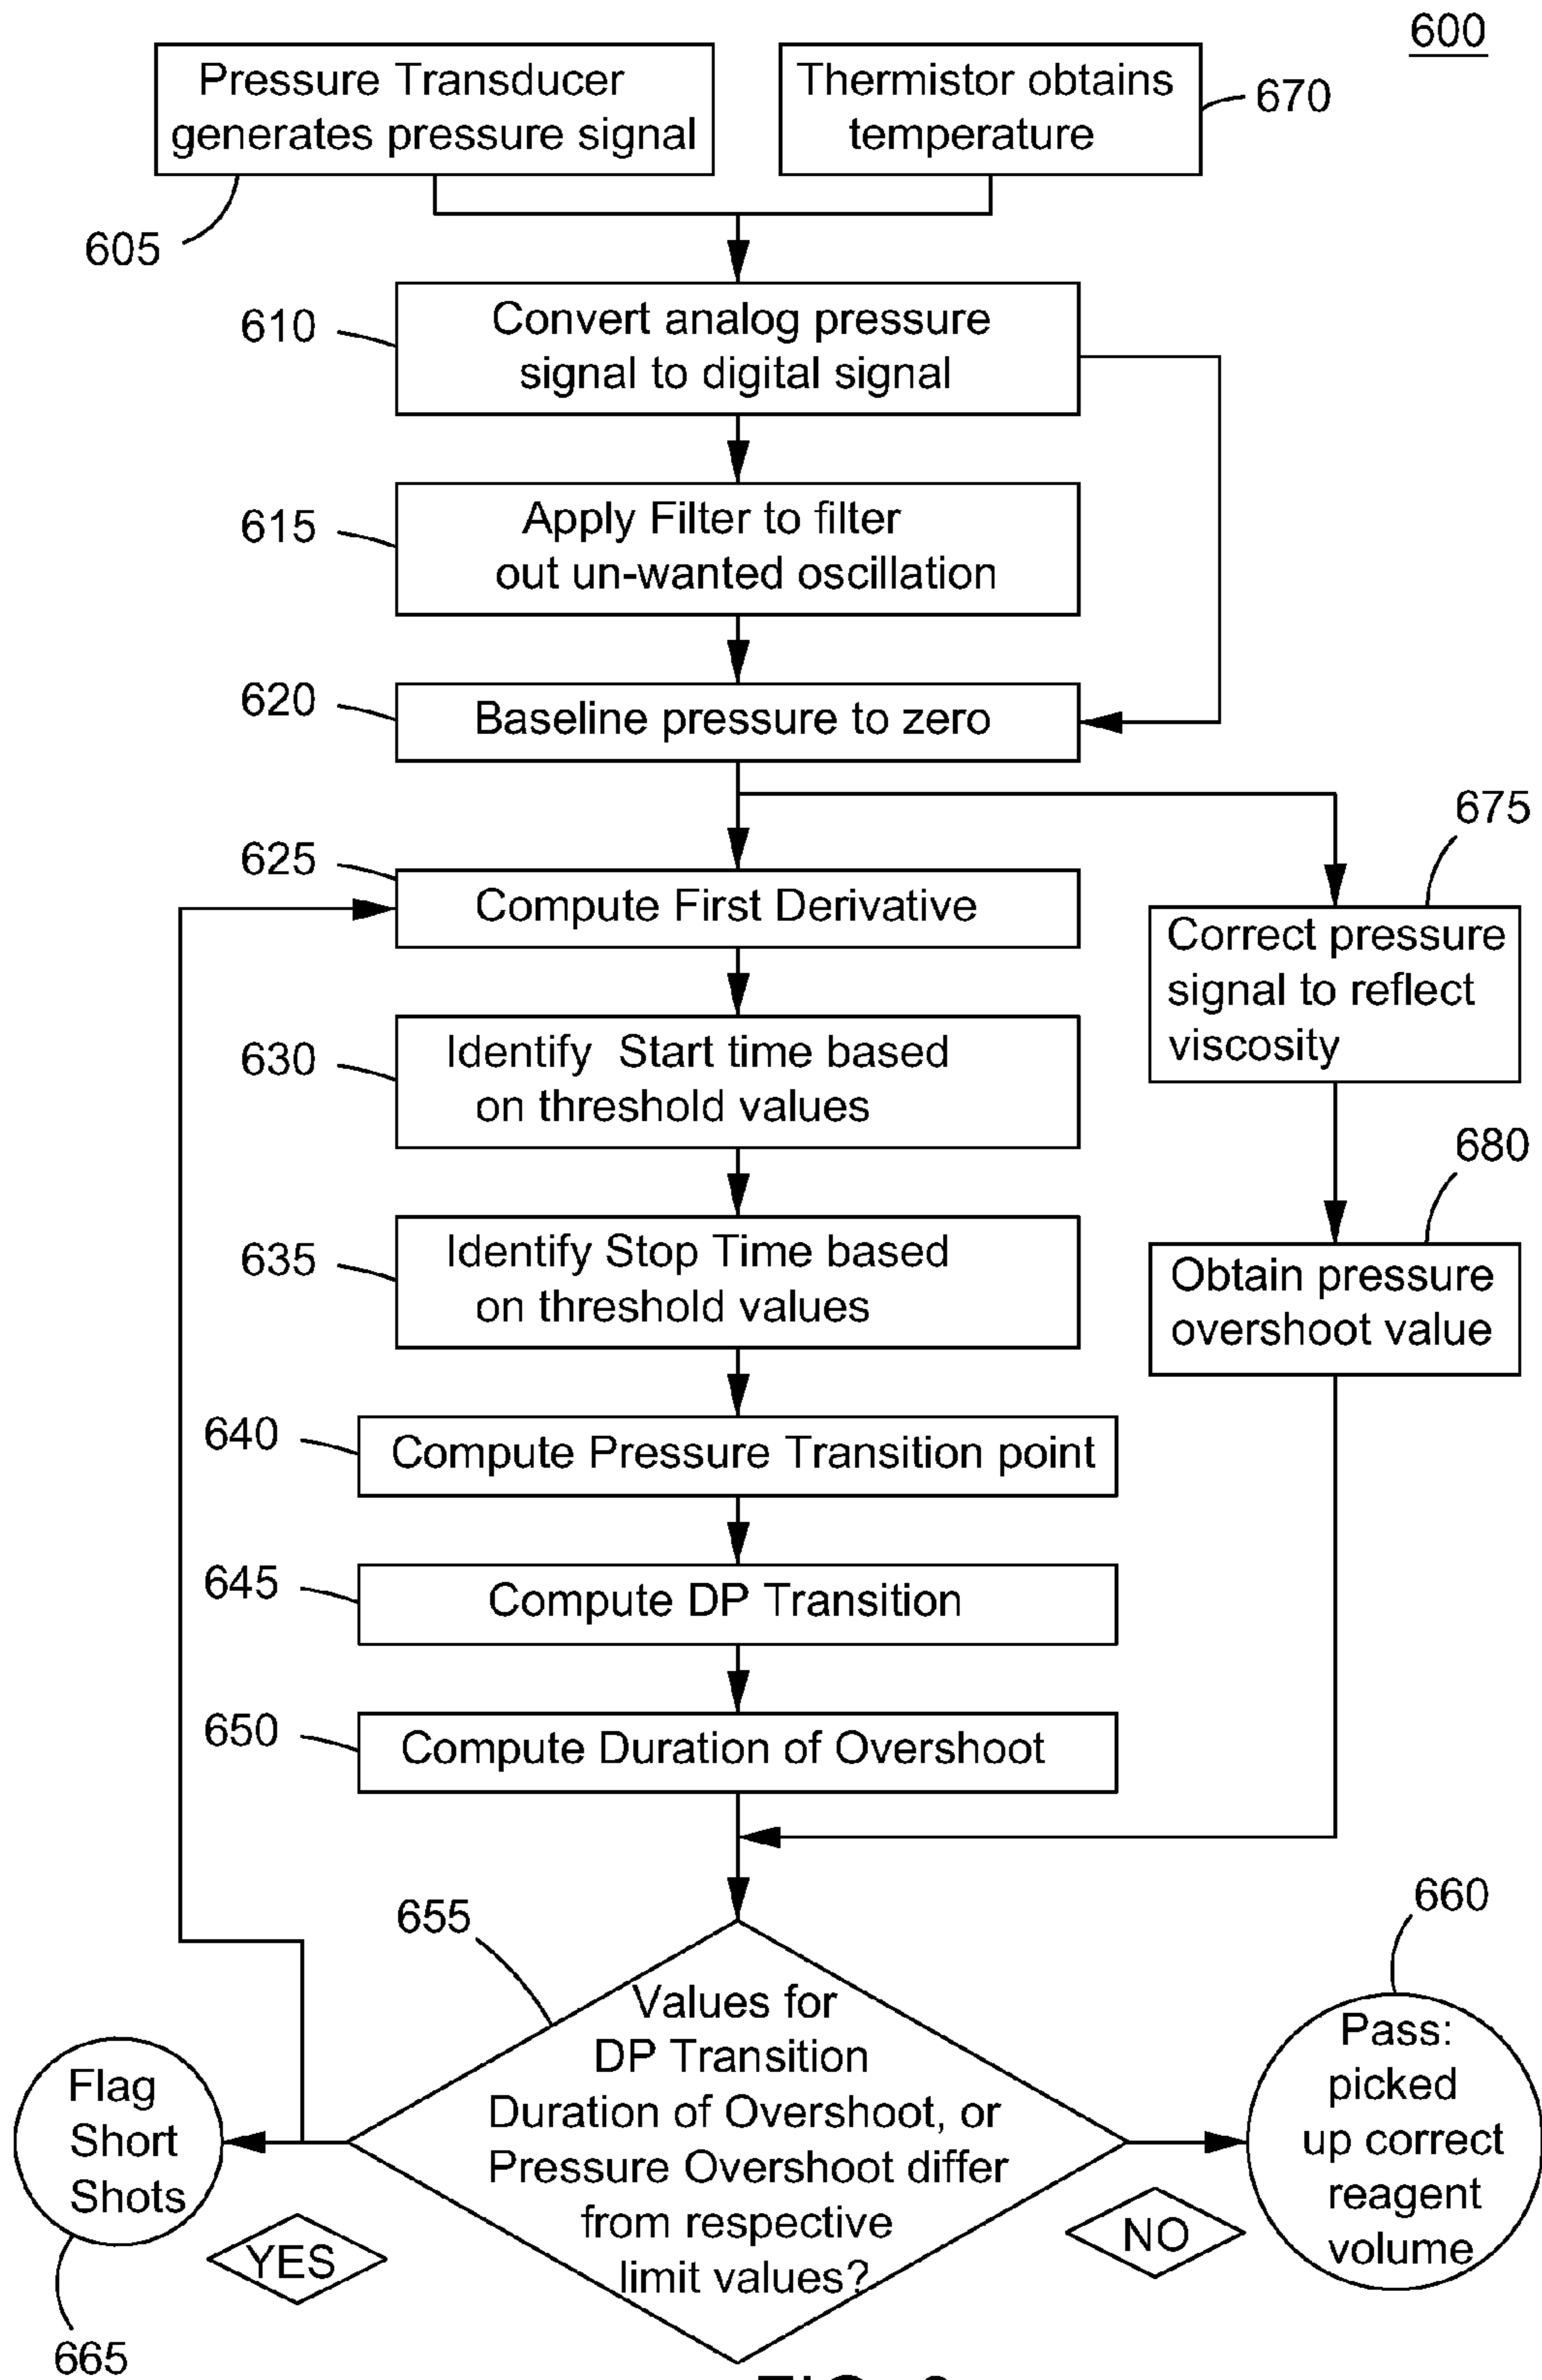 600
Pressure Transducer
generates pressure signal
Thermistor obtains
temperature
670
605
610
Convert analog pressure
signal to digital signal
615
Apply Filter to filter
out un-wanted oscillation
620
Baseline pressure to zero
675
625
Compute First Derivative
Correct pressure
signal to reflect
viscosity
630
Identify Start time based
on threshold values
680
635
Identify Stop Time based
on threshold values
Obtain pressure
overshoot value
640
Compute Pressure Transition point
645
Compute DP Transition
650
Compute Duration of Overshoot
655
660
Values for
DP Transition
Duration of Overshoot, or
Pressure Overshoot differ
from respective
limit values?
Flag
Short
Shots
Pass:
picked
up correct
reagent
volume
YES
NO
665